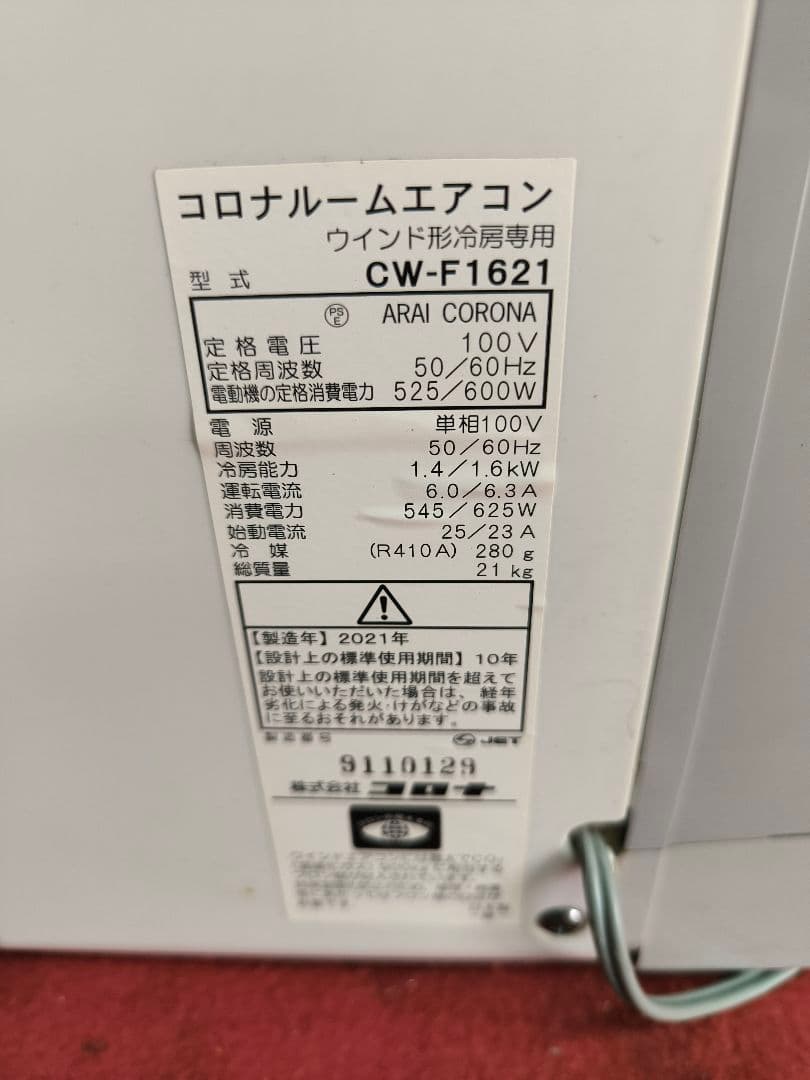 コロナルームエアコン
ウインド形冷房専用
型式 CW-F1621
PSE ARAI CORONA
定格電圧 100V
定格周波数 50/60Hz
電動機の定格消費電力 525/600W
電源 単相100V
周波数 50/60Hz
冷房能力 1.4/1.6kW
運転電流 6.0/6.3A
消費電力 545/625W
始動電流 25/23A
冷媒 (R410A) 280g
総質量 21kg
【製造年】2021年
【設計上の標準使用期間】10年
設計上の標準使用期間を超えて
お使いいただいた場合は、経年
劣化による発火・けがなどの事故
に至るおそれがあります。
製造番号 JET
9110129
株式会社 コロナ